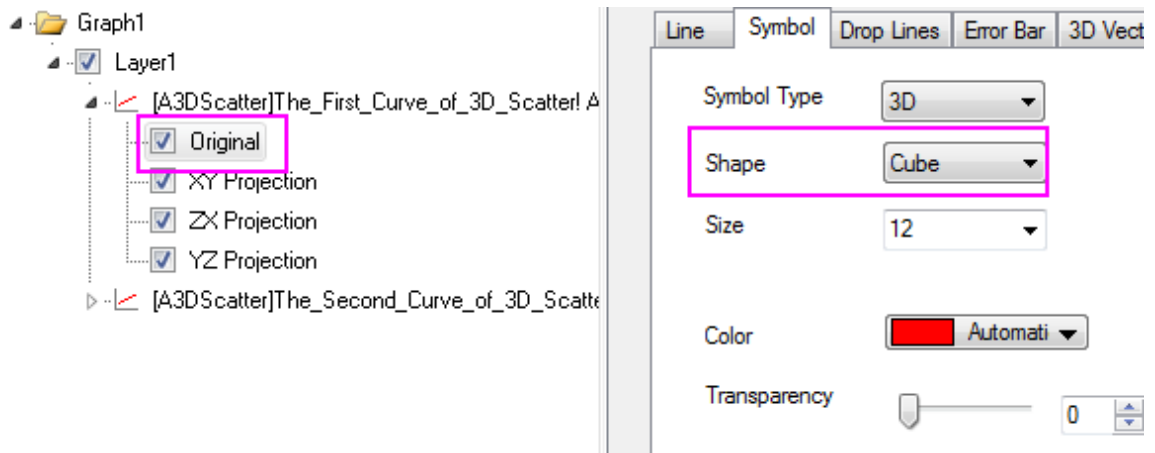 Graph1
Layer1
[A3DScatter]The_First_Curve_of_3D_Scatter! A
Original
XY Projection
ZX Projection
YZ Projection
[A3DScatter]The_Second_Curve_of_3D_Scatte
Line Symbol Drop Lines Error Bar 3D Vect
Symbol Type 3D
Shape Cube
Size 12
Color Automati
Transparency 0